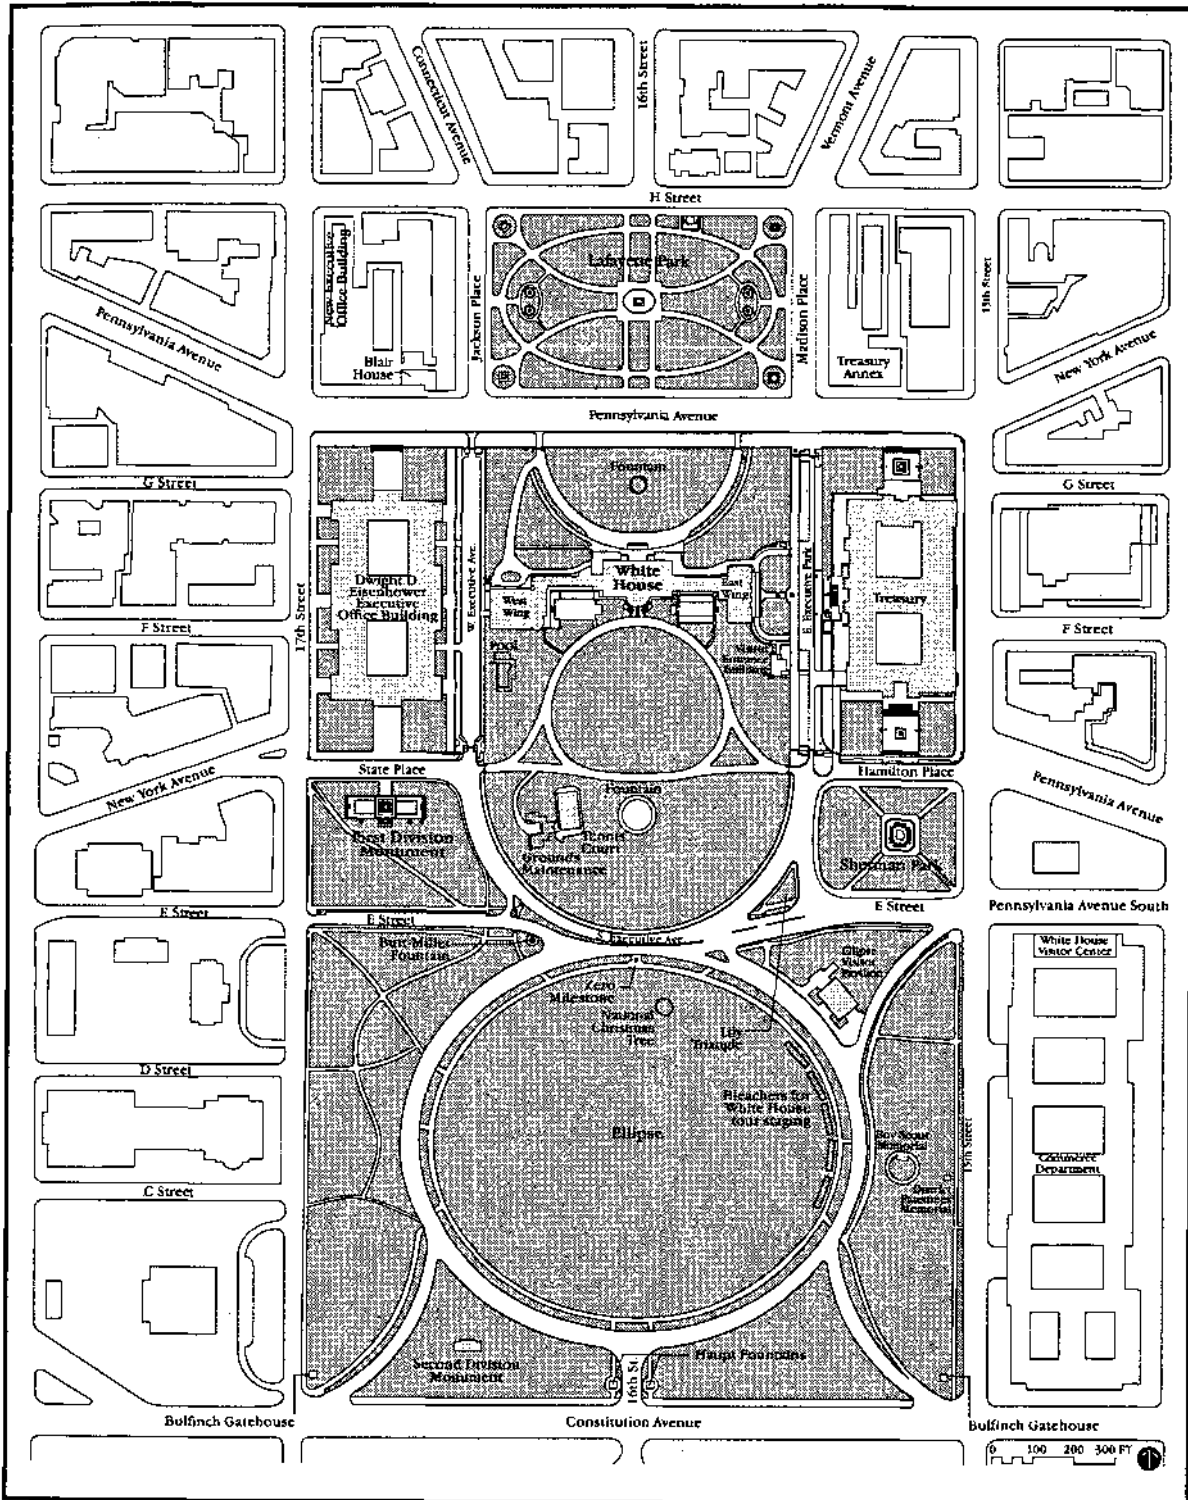 Connecticut Avenue
16th Street
Vermont Avenue
H Street
New Executive
Office Building
Jackson Place
Lafayette Park
Madison Place
15th Street
Pennsylvania Avenue
Blair
House
Treasury
Annex
New York Avenue
Pennsylvania Avenue
G Street
Fountain
G Street
17th Street
Dwight D.
Eisenhower
Executive
Office Building
W. Executive Ave.
White
House
West
Wing
East
Wing
E. Executive Park
Treasury
F Street
F Street
Pool
Visitor
Entrance
Building
State Place
Hamilton Place
New York Avenue
Pennsylvania Avenue
Fountain
First Division
Monument
Tennis
Court
Grounds
Maintenance
Sherman Park
E Street
E Street
E Street
Pennsylvania Avenue South
Executive Ave.
Butt-Miller
Fountain
Ellipse
Visitor
Pavilion
White House
Visitor Center
Zero
Milestone
National
Christmas
Tree
Lily
Triangle
D Street
Bleachers for
White House
tour staging
Ellipse
Boy Scout
Memorial
15th Street
Commerce
Department
C Street
Memorial
Second Division
Monument
16th St.
Haupt Fountains
Bulfinch Gatehouse
Constitution Avenue
Bulfinch Gatehouse
0 100 200 300 FT